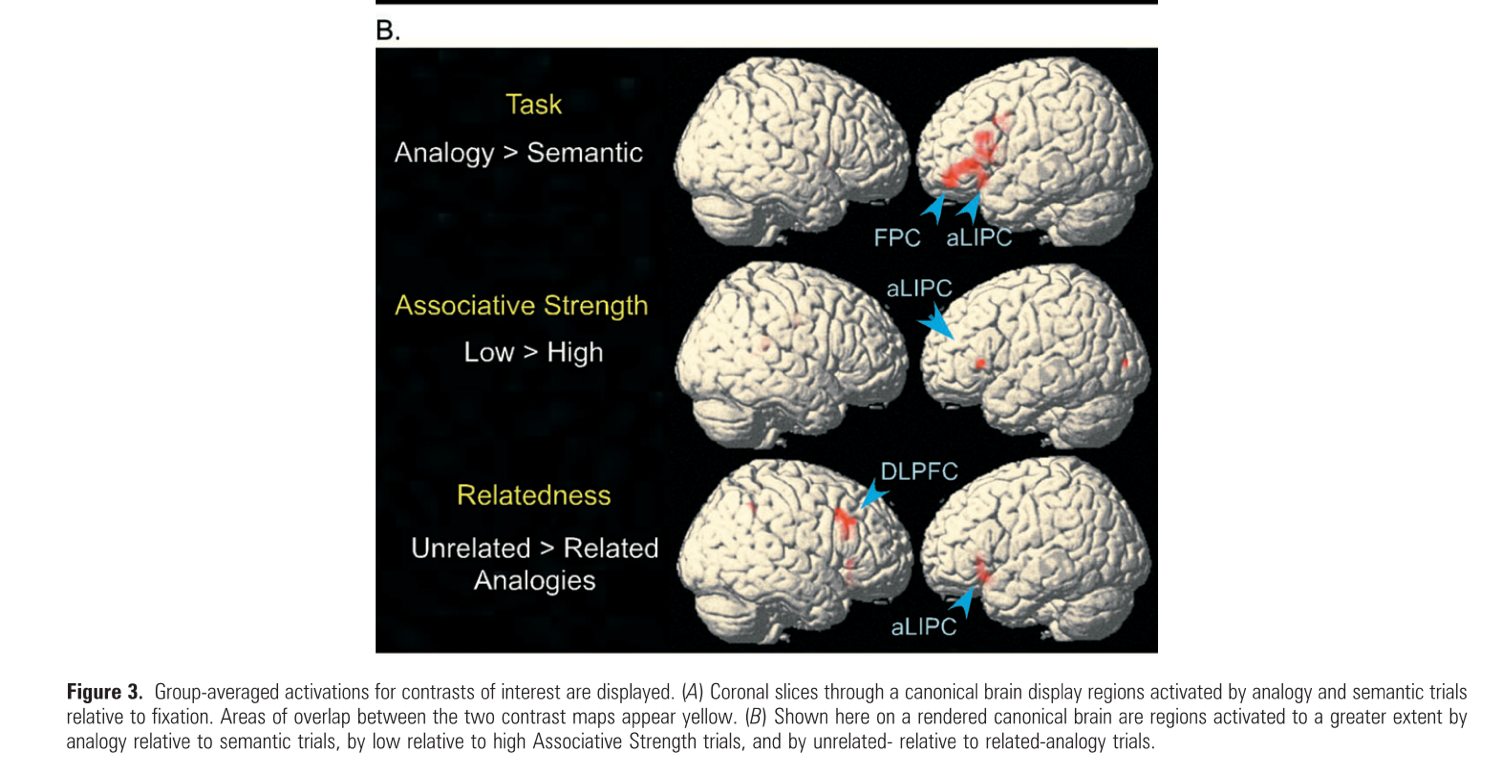 B.
Task
Analogy > Semantic
FPC aLIPC
aLIPC
Associative Strength
Low > High
DLPFC
Relatedness
Unrelated > Related
Analogies
aLIPC
Figure 3. Group-averaged activations for contrasts of interest are displayed. (A) Coronal slices through a canonical brain display regions activated by analogy and semantic trials
relative to fixation. Areas of overlap between the two contrast maps appear yellow. (B) Shown here on a rendered canonical brain are regions activated to a greater extent by
analogy relative to semantic trials, by low relative to high Associative Strength trials, and by unrelated- relative to related-analogy trials.